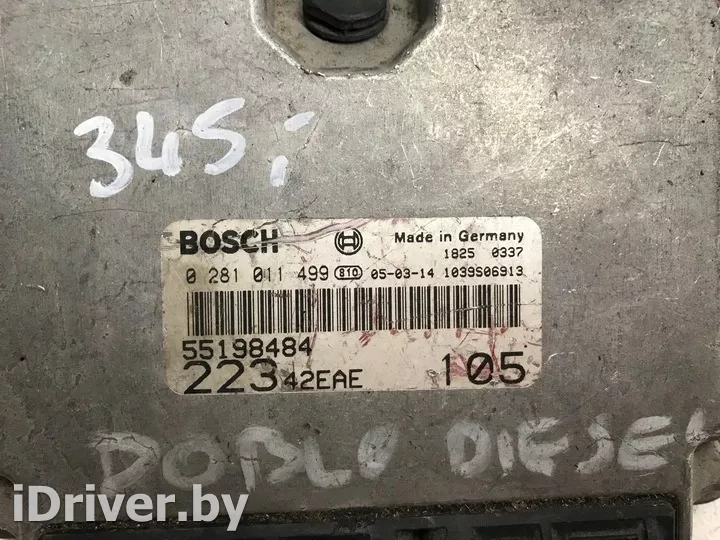 345;
BOSCH Made in Germany
1825 0337
0 281 011 499 810 05-03-14 1039S06913
55198484
223 42EAE 105
DOBLO DIESEL
iDriver.by